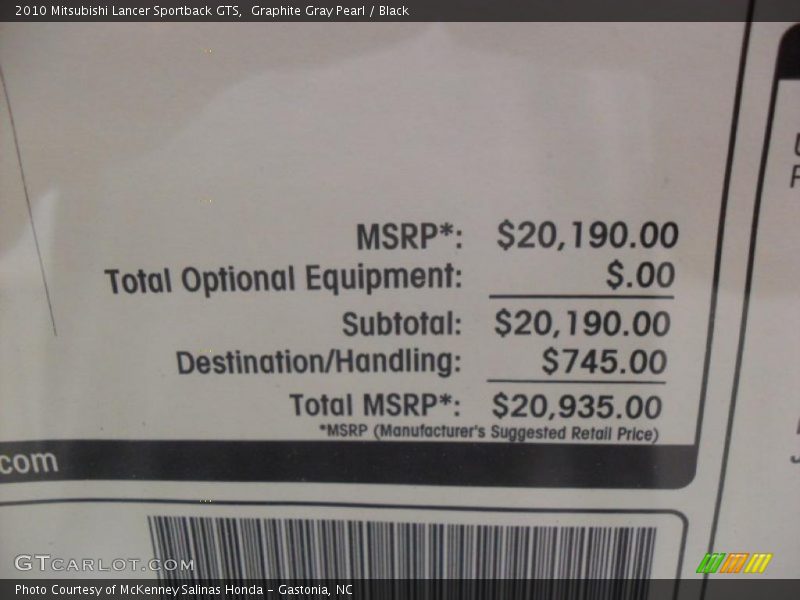 2010 Mitsubishi Lancer Sportback GTS,  Graphite Gray Pearl / Black
MSRP*: $20,190.00
Total Optional Equipment: $.00
Subtotal: $20,190.00
Destination/Handling: $745.00
Total MSRP*: $20,935.00
*MSRP (Manufacturer's Suggested Retail Price)
com
GTCARLOT.COM
Photo Courtesy of McKenney Salinas Honda – Gastonia, NC